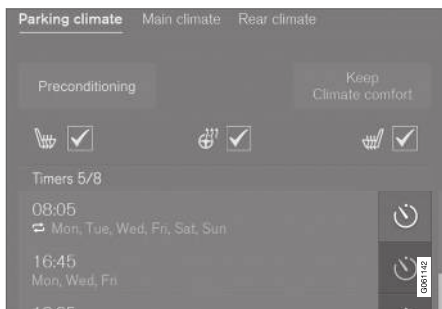 Parking climate Main climate Rear climate
Preconditioning
Keep
Climate comfort
Timers 5/8
08:05
Mon, Tue, Wed, Fri, Sat, Sun
16:45
Mon, Wed, Fri
G061142